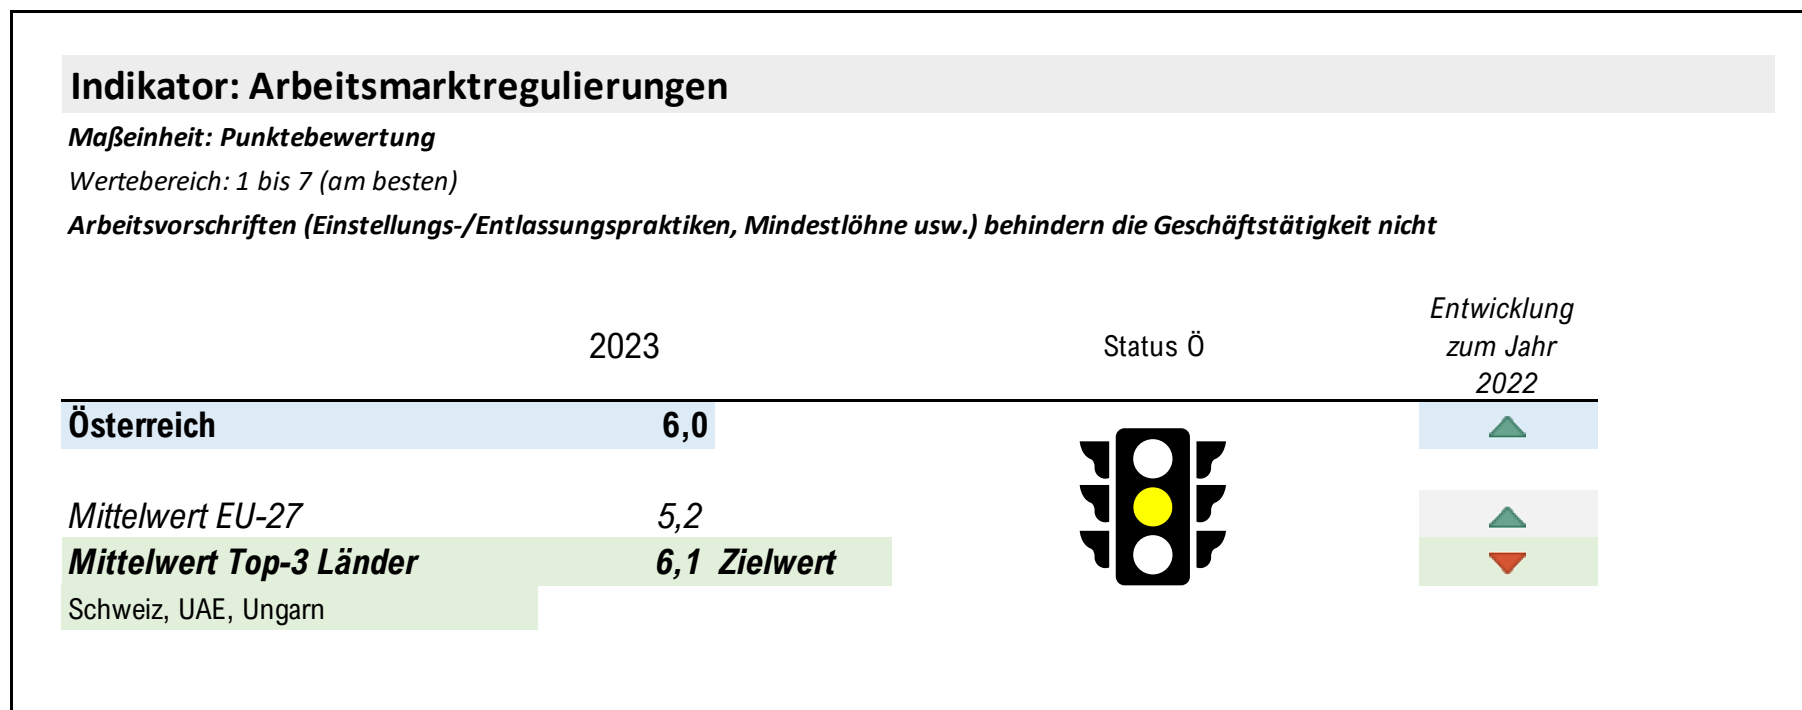 Indikator: Arbeitsmarktregulierungen
Maßeinheit: Punktebewertung
Wertebereich: 1 bis 7 (am besten)
Arbeitsvorschriften (Einstellungs-/Entlassungspraktiken, Mindestlöhne usw.) behindern die Geschäftstätigkeit nicht
2023
Status Ö
Entwicklung
zum Jahr
2022
Österreich 6,0
Mittelwert EU-27 5,2
Mittelwert Top-3 Länder 6,1 Zielwert
Schweiz, UAE, Ungarn